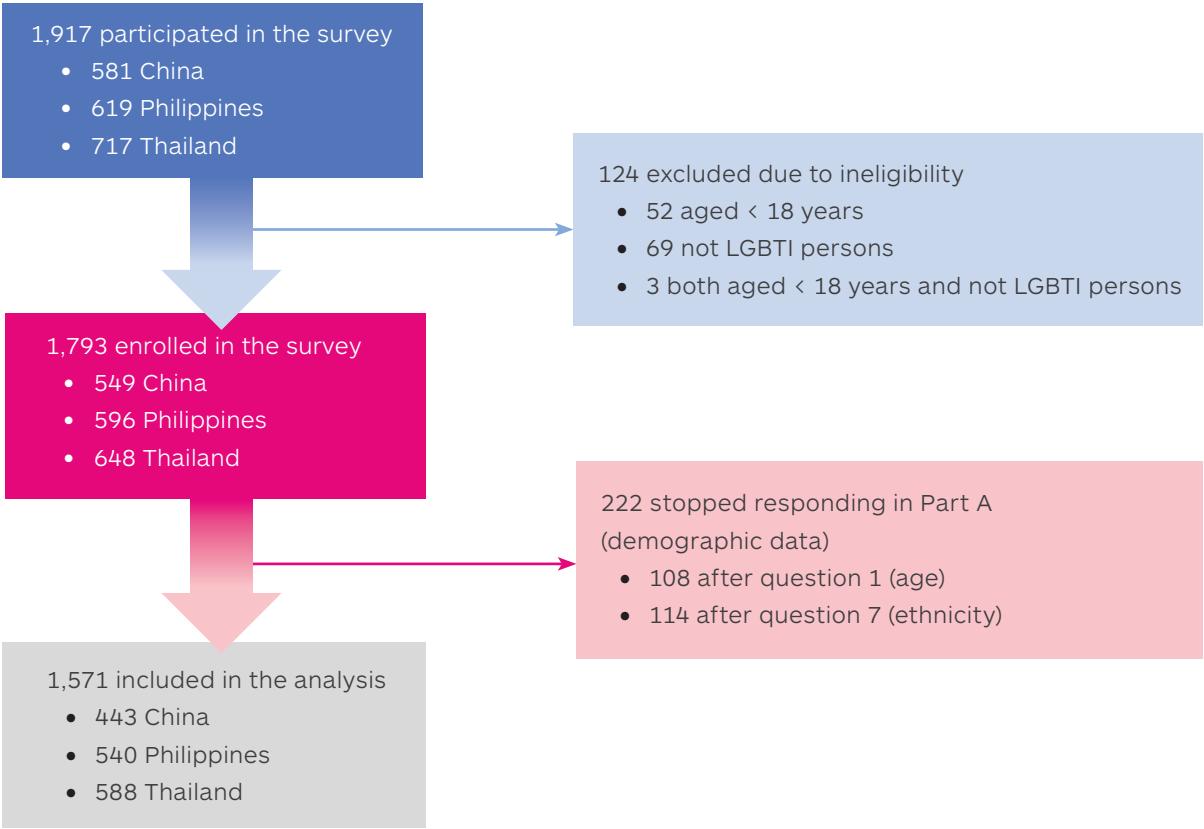 1,917 participated in the survey
• 581 China
• 619 Philippines
• 717 Thailand
124 excluded due to ineligibility
• 52 aged < 18 years
• 69 not LGBTI persons
• 3 both aged < 18 years and not LGBTI persons
1,793 enrolled in the survey
• 549 China
• 596 Philippines
• 648 Thailand
222 stopped responding in Part A
(demographic data)
• 108 after question 1 (age)
• 114 after question 7 (ethnicity)
1,571 included in the analysis
• 443 China
• 540 Philippines
• 588 Thailand